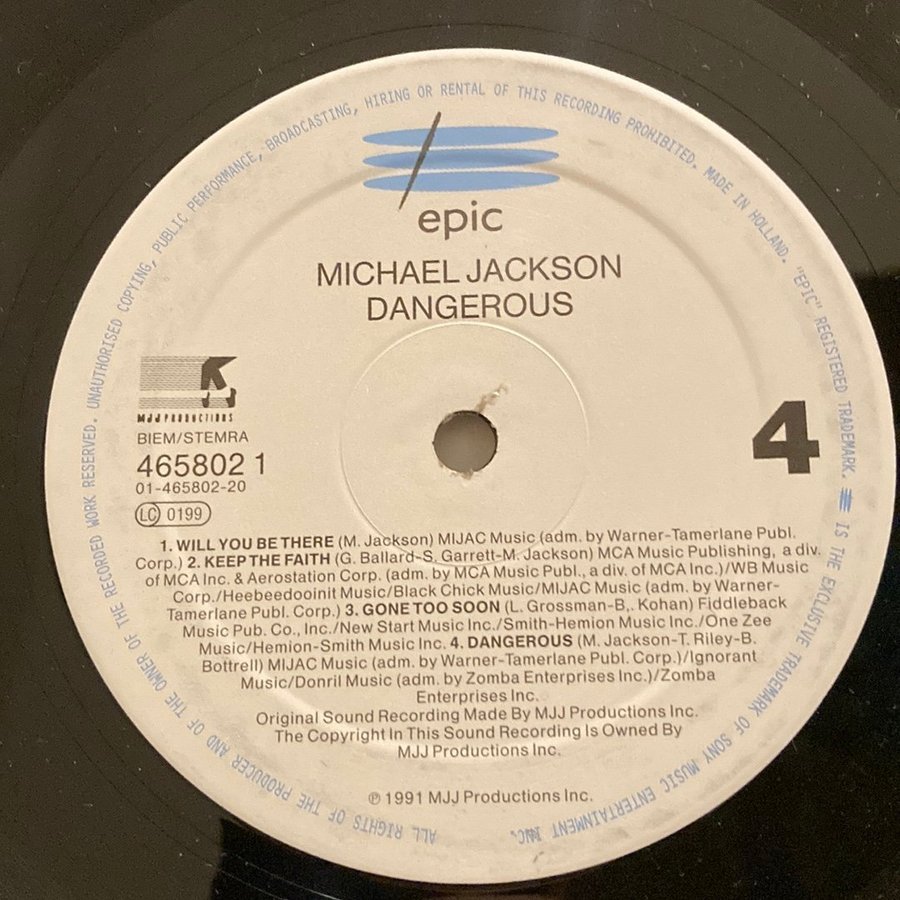 ALL RIGHTS OF THE PRODUCER AND OF THE OWNER OF THE RECORDED WORK RESERVED. UNAUTHORISED COPYING, PUBLIC PERFORMANCE, BROADCASTING, HIRING OR RENTAL OF THIS RECORDING PROHIBITED. MADE IN HOLLAND. "EPIC" REGISTERED TRADEMARK. IS THE EXCLUSIVE TRADEMARK OF SONY MUSIC ENTERTAINMENT INC.
epic
MICHAEL JACKSON
DANGEROUS
MJJ PRODUCTIONS
BIEM/STEMRA
465802 1
01-465802-20
LC 0199
4
1. WILL YOU BE THERE (M. Jackson) MIJAC Music (adm. by Warner-Tamerlane Publ.
Corp.) 2. KEEP THE FAITH (G. Ballard-S. Garrett-M. Jackson) MCA Music Publishing, a div.
of MCA Inc. & Aerostation Corp. (adm. by MCA Music Publ., a div. of MCA Inc.)/WB Music
Corp./Heebeedooinit Music/Black Chick Music/MIJAC Music (adm. by Warner-
Tamerlane Publ. Corp.) 3. GONE TOO SOON (L. Grossman-B,. Kohan) Fiddleback
Music Pub. Co., Inc./New Start Music Inc./Smith-Hemion Music Inc./One Zee
Music/Hemion-Smith Music Inc. 4. DANGEROUS (M. Jackson-T. Riley-B.
Bottrell) MIJAC Music (adm. by Warner-Tamerlane Publ. Corp.)/Ignorant
Music/Donril Music (adm. by Zomba Enterprises Inc.)/Zomba
Enterprises Inc.
Original Sound Recording Made By MJJ Productions Inc.
The Copyright In This Sound Recording Is Owned By
MJJ Productions Inc.
℗ 1991 MJJ Productions Inc.